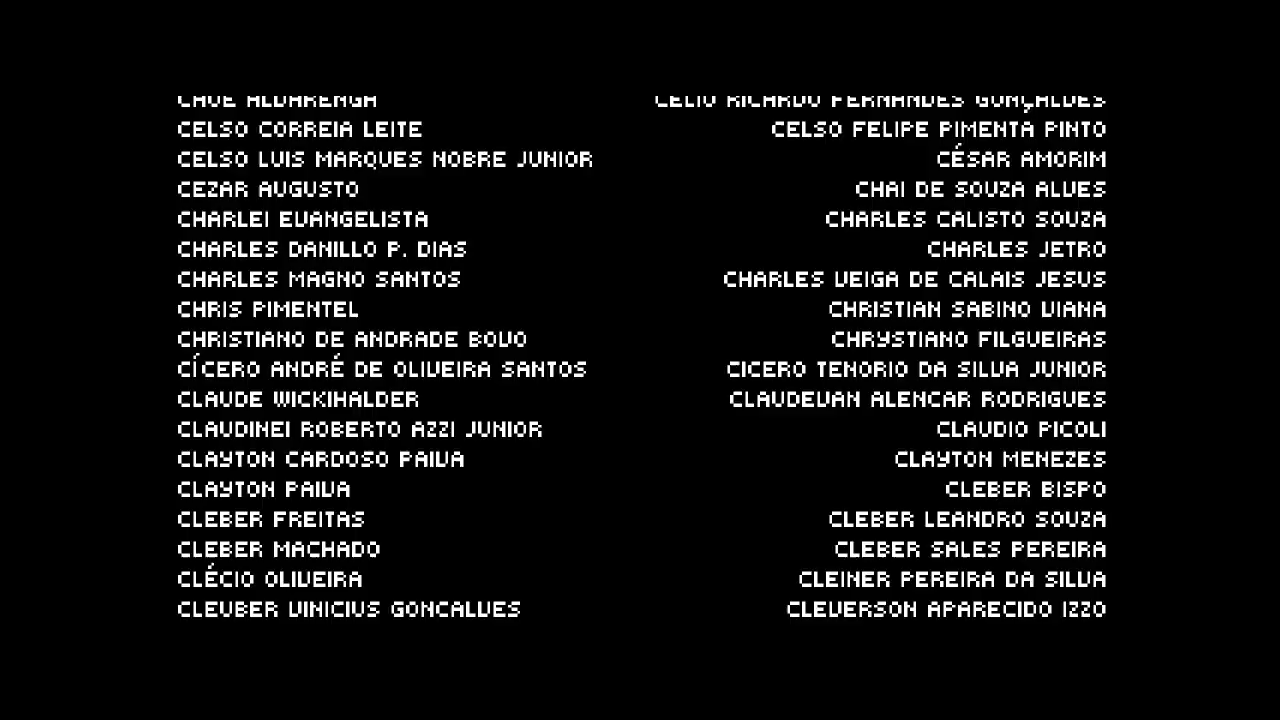 CELSO CORREIA LEITE CELSO FELIPE PIMENTA PINTO
CELSO LUIS MARQUES NOBRE JUNIOR CÉSAR AMORIM
CEZAR AUGUSTO CHAI DE SOUZA ALVES
CHARLEI EVANGELISTA CHARLES CALISTO SOUZA
CHARLES DANILLO P. DIAS CHARLES JETRO
CHARLES MAGNO SANTOS CHARLES VEIGA DE CALAIS JESUS
CHRIS PIMENTEL CHRISTIAN SABINO VIANA
CHRISTIANO DE ANDRADE BOVO CHRYSTIANO FILGUEIRAS
CÍCERO ANDRÉ DE OLIVEIRA SANTOS CICERO TENORIO DA SILVA JUNIOR
CLAUDE WICKIHALDER CLAUDEVAN ALENCAR RODRIGUES
CLAUDINEI ROBERTO AZZI JUNIOR CLAUDIO PICOLI
CLAYTON CARDOSO PAIVA CLAYTON MENEZES
CLAYTON PAIVA CLEBER BISPO
CLEBER FREITAS CLEBER LEANDRO SOUZA
CLEBER MACHADO CLEBER SALES PEREIRA
CLÉCIO OLIVEIRA CLEINER PEREIRA DA SILVA
CLEUBER VINICIUS GONCALVES CLEVERSON APARECIDO IZZO